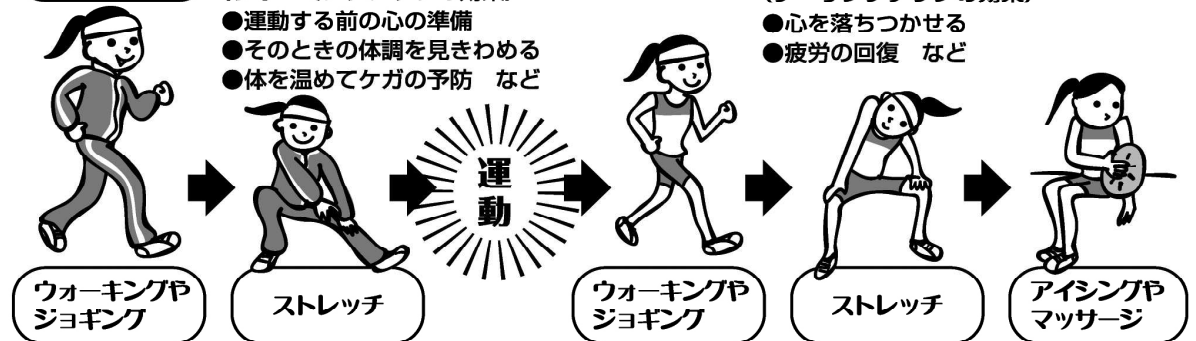 ●運動する前の心の準備
●そのときの体調を見きわめる
●体を温めてケガの予防　など
●心を落ちつかせる
●疲労の回復　など
運動
ウォーキングや
ジョギング
ストレッチ
ウォーキングや
ジョギング
ストレッチ
アイシングや
マッサージ